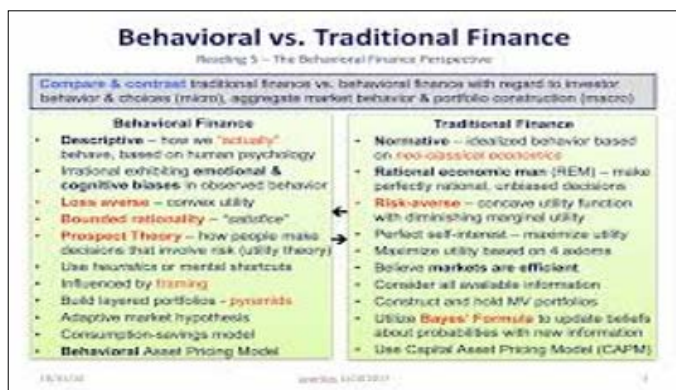 Behavioral vs. Traditional Finance
Reading 5 – The Behavioral Finance Perspective
Compare & contrast traditional finance vs. behavioral finance with regard to investor
behavior & choices (micro), aggregate market behavior & portfolio construction (macro)
Behavioral Finance
• Descriptive – how we "actually"
behave, based on human psychology
• Irrational exhibiting emotional &
cognitive biases in observed behavior
• Loss averse – convex utility
• Bounded rationality – "satisfice"
• Prospect Theory – how people make
decisions that involve risk (utility theory)
• Use heuristics or mental shortcuts
• Influenced by framing
• Build layered portfolios - pyramids
• Adaptive market hypothesis
• Consumption-savings model
• Behavioral Asset Pricing Model
Traditional Finance
• Normative – idealized behavior based
on neo-classical economics
• Rational economic man (REM) – make
perfectly rational, unbiased decisions
• Risk-averse – concave utility function
with diminishing marginal utility
• Perfect self-interest – maximize utility
• Maximize utility based on 4 axioms
• Believe markets are efficient
• Consider all available information
• Construct and hold MV portfolios
• Utilize Bayes' Formula to update beliefs
about probabilities with new information
• Use Capital Asset Pricing Model (CAPM)